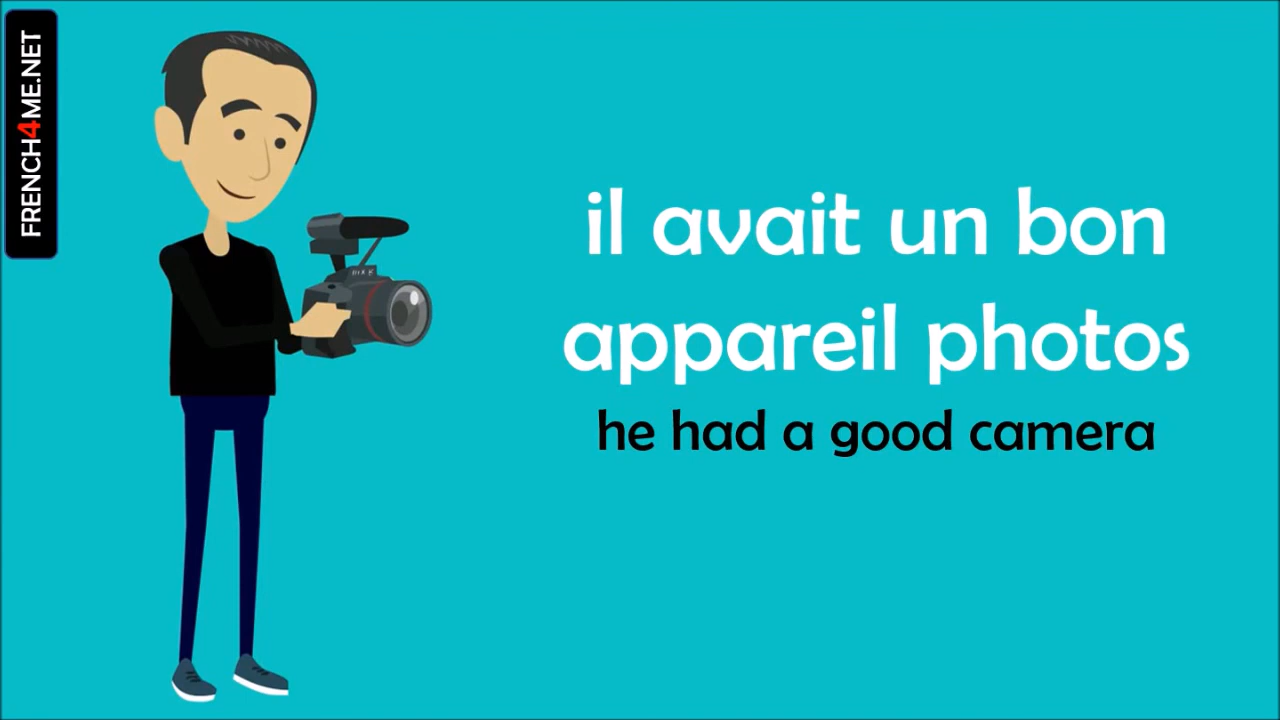 FRENCH4ME.NET
il avait un bon
appareil photos
he had a good camera